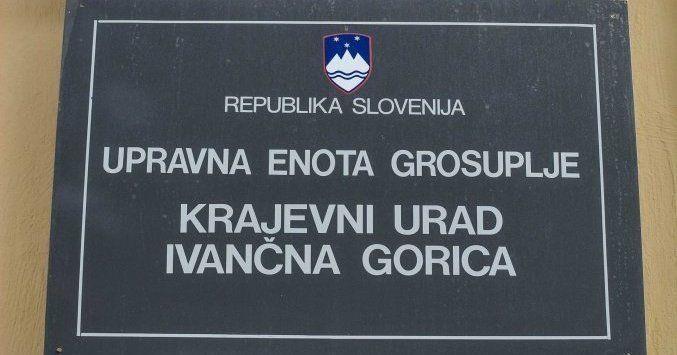 REPUBLIKA SLOVENIJA
UPRAVNA ENOTA GROSUPLJE
KRAJEVNI URAD
IVANČNA GORICA